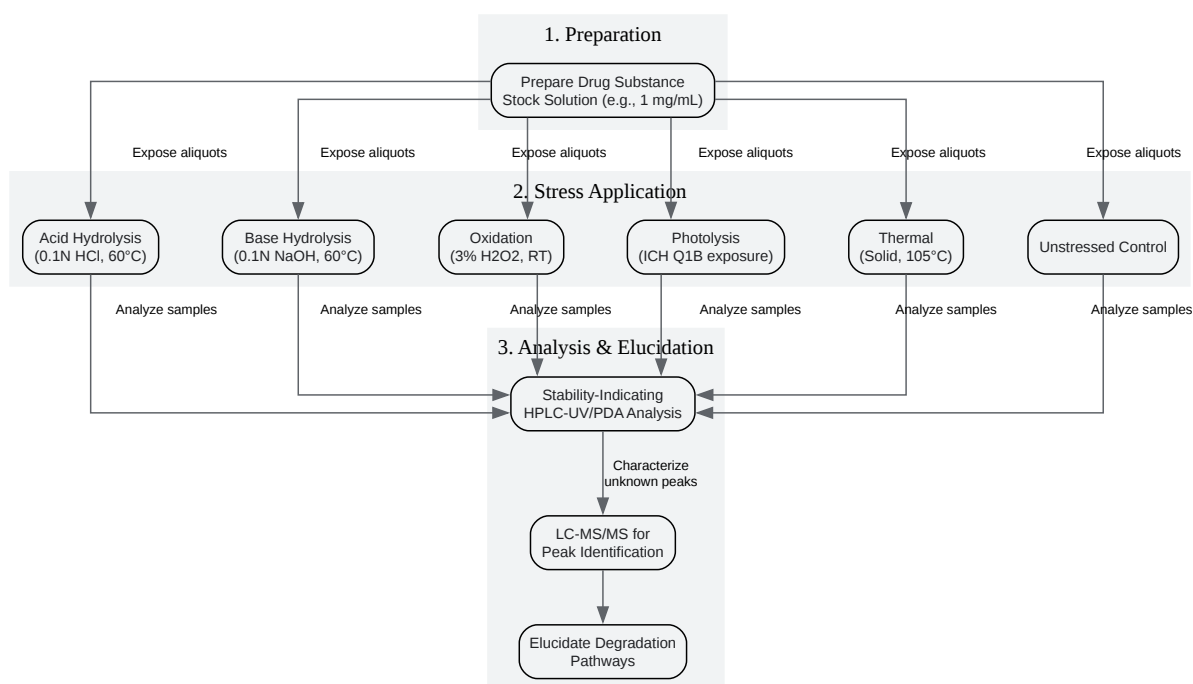 1. Preparation
Prepare Drug Substance
Stock Solution (e.g., 1 mg/mL)
Expose aliquots
Expose aliquots
Expose aliquots
Expose aliquots
Expose aliquots
Expose aliquots
2. Stress Application
Acid Hydrolysis
(0.1N HCl, 60°C)
Base Hydrolysis
(0.1N NaOH, 60°C)
Oxidation
(3% H2O2, RT)
Photolysis
(ICH Q1B exposure)
Thermal
(Solid, 105°C)
Unstressed Control
Analyze samples
Analyze samples
Analyze samples
Analyze samples
Analyze samples
Analyze samples
3. Analysis & Elucidation
Stability-Indicating
HPLC-UV/PDA Analysis
Characterize
unknown peaks
LC-MS/MS for
Peak Identification
Elucidate Degradation
Pathways